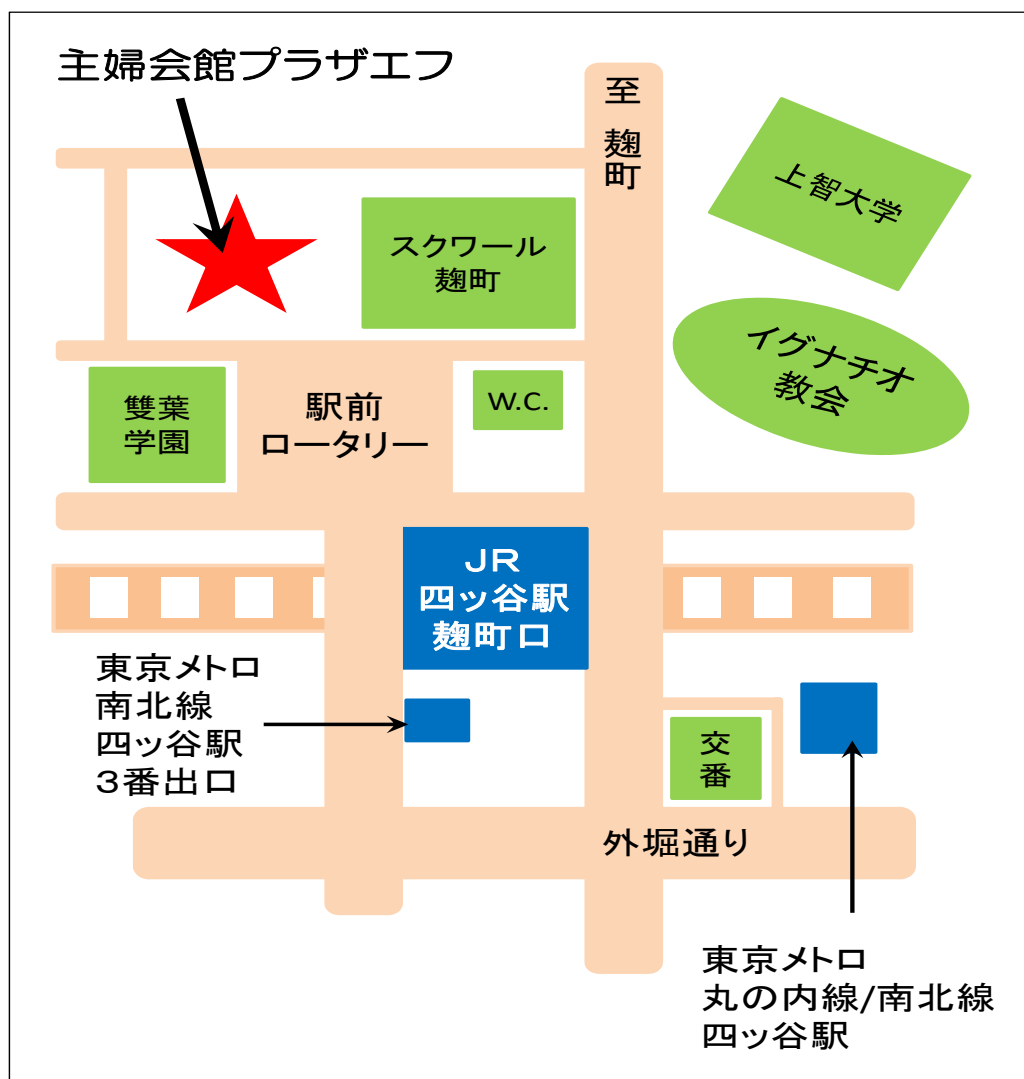 主婦会館プラザエフ
至 麹町
上智大学
スクワール
麹町
イグナチオ
教会
雙葉
学園
駅前
ロータリー
W.C.
JR
四ッ谷駅
麹町口
東京メトロ
南北線
四ッ谷駅
3番出口
交
番
外堀通り
東京メトロ
丸の内線/南北線
四ッ谷駅